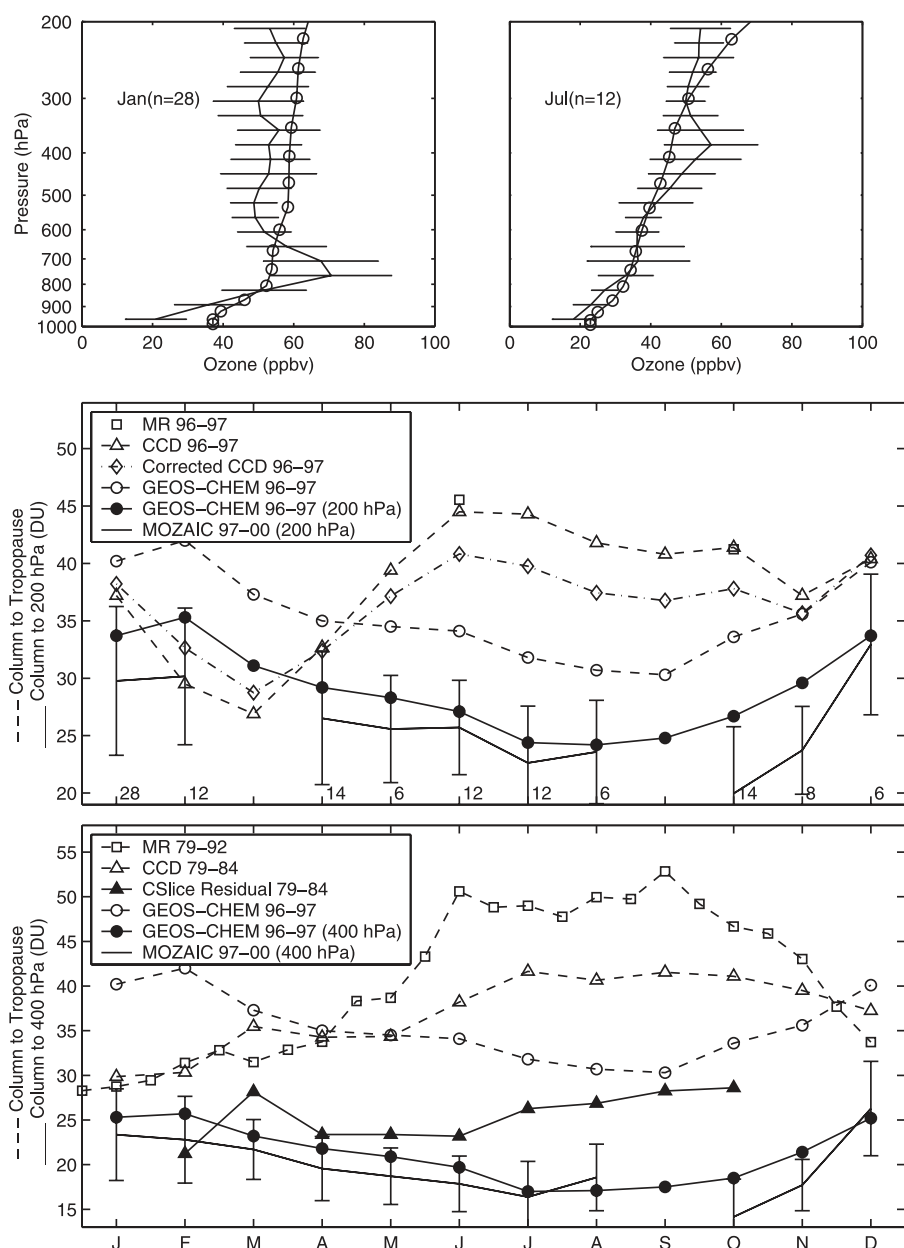 200
300
400
500
600
700
800
900
1000
Pressure (hPa)
Jan(n=28)
0 20 40 60 80 100
Ozone (ppbv)
Jul(n=12)
0 20 40 60 80 100
Ozone (ppbv)
MR 96–97
CCD 96–97
Corrected CCD 96–97
GEOS–CHEM 96–97
GEOS–CHEM 96–97 (200 hPa)
MOZAIC 97–00 (200 hPa)
50
45
40
35
30
25
20
Column to Tropopause
Column to 200 hPa (DU)
28 12 14 6 12 12 6 14 8 6
MR 79–92
CCD 79–84
CSlice Residual 79–84
GEOS–CHEM 96–97
GEOS–CHEM 96–97 (400 hPa)
MOZAIC 97–00 (400 hPa)
55
50
45
40
35
30
25
20
15
Column to Tropopause
Column to 400 hPa (DU)
J F M A M J J A S O N D